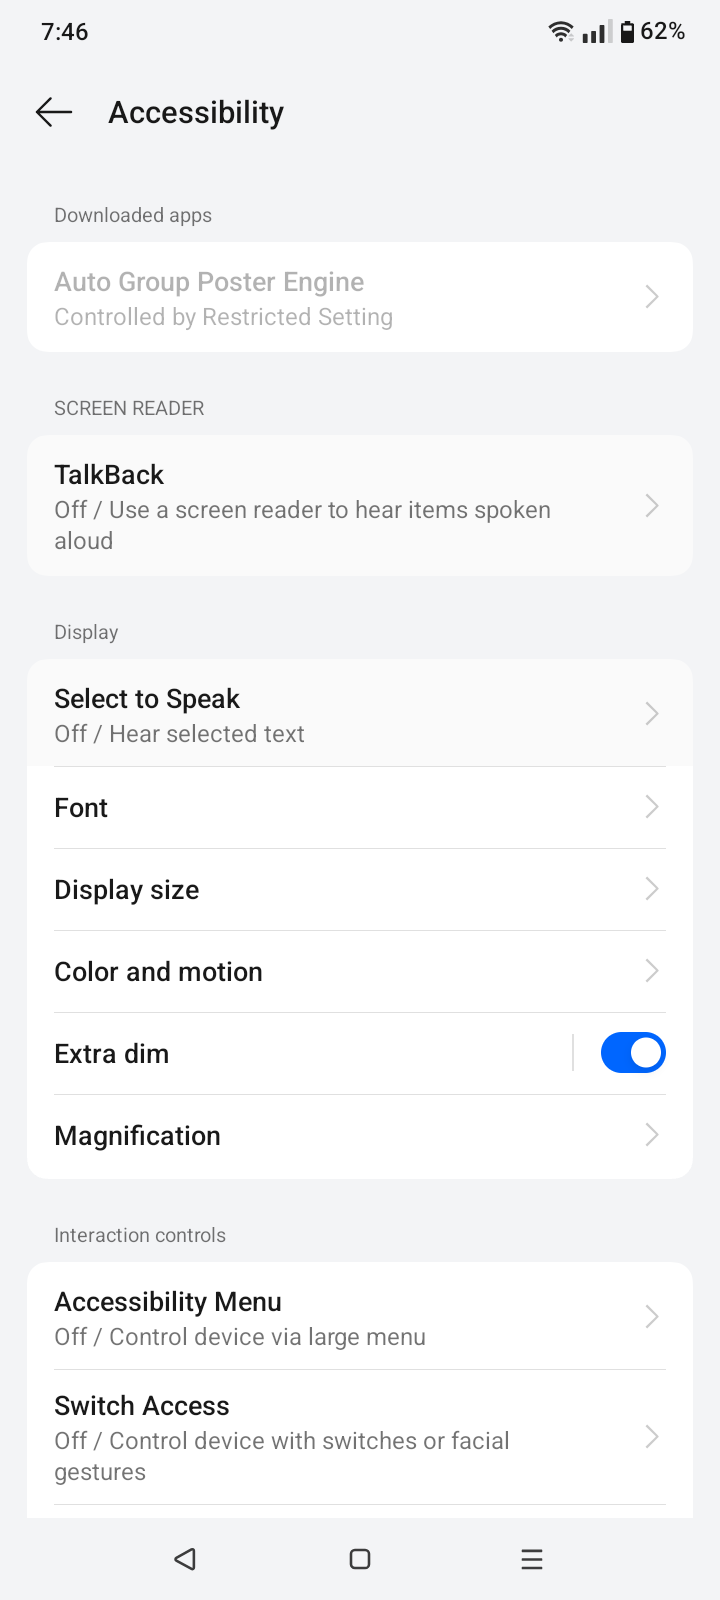 7:46
62%
Accessibility
Downloaded apps
Auto Group Poster Engine
Controlled by Restricted Setting
SCREEN READER
TalkBack
Off / Use a screen reader to hear items spoken
aloud
Display
Select to Speak
Off / Hear selected text
Font
Display size
Color and motion
Extra dim
Magnification
Interaction controls
Accessibility Menu
Off / Control device via large menu
Switch Access
Off / Control device with switches or facial
gestures